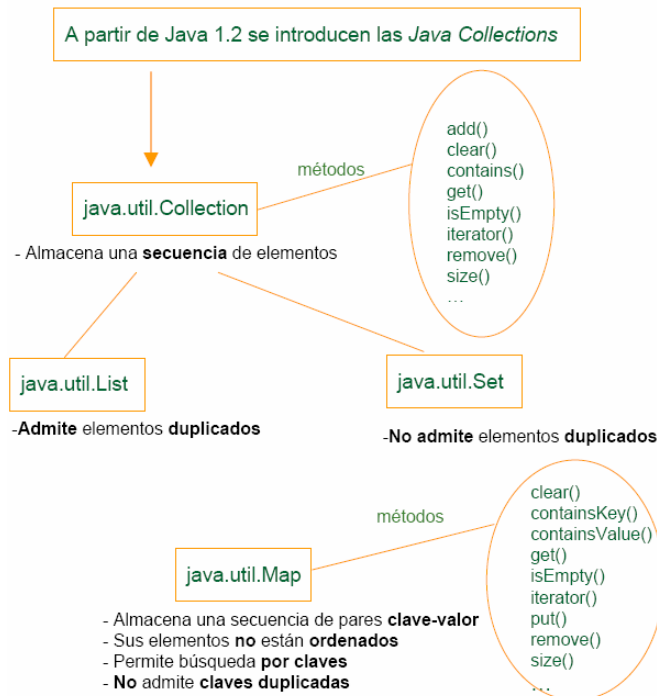 A partir de Java 1.2 se introducen las Java Collections
métodos
add()
clear()
contains()
get()
isEmpty()
iterator()
remove()
size()
...
java.util.Collection
- Almacena una secuencia de elementos
java.util.List
-Admite elementos duplicados
java.util.Set
-No admite elementos duplicados
métodos
clear()
containsKey()
containsValue()
get()
isEmpty()
iterator()
put()
remove()
size()
...
java.util.Map
- Almacena una secuencia de pares clave-valor
- Sus elementos no están ordenados
- Permite búsqueda por claves
- No admite claves duplicadas